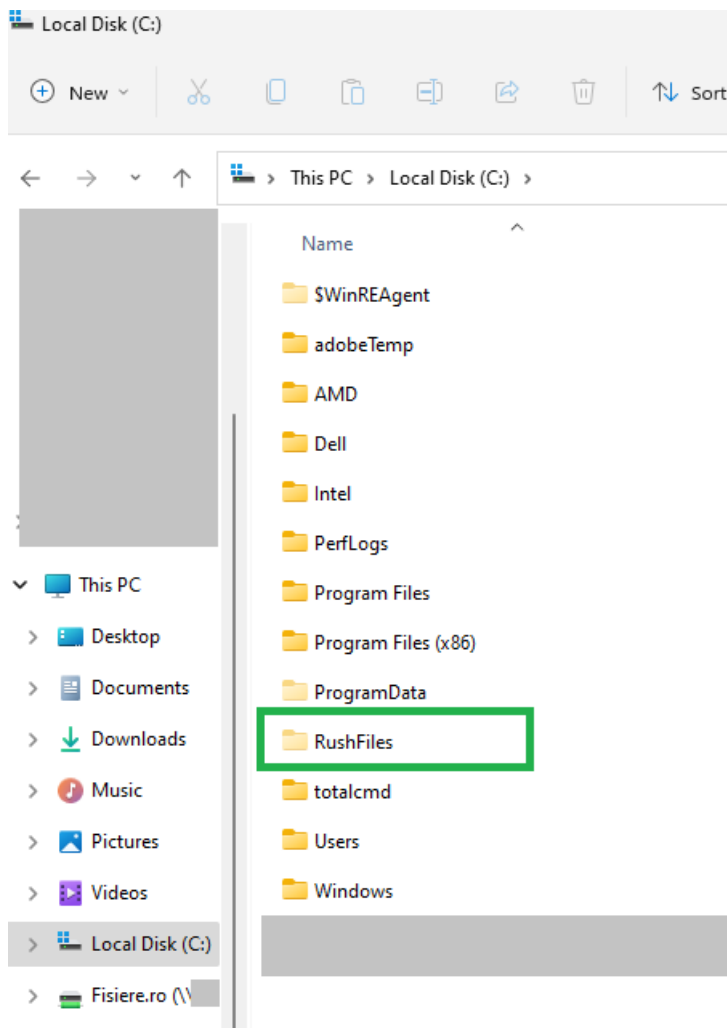 Local Disk (C:)
New
Sort
This PC > Local Disk (C:) >
Name
$WinREAgent
adobeTemp
AMD
Dell
Intel
PerfLogs
Program Files
Program Files (x86)
ProgramData
RushFiles
totalcmd
Users
Windows
This PC
Desktop
Documents
Downloads
Music
Pictures
Videos
Local Disk (C:)
Fisiere.ro (\\